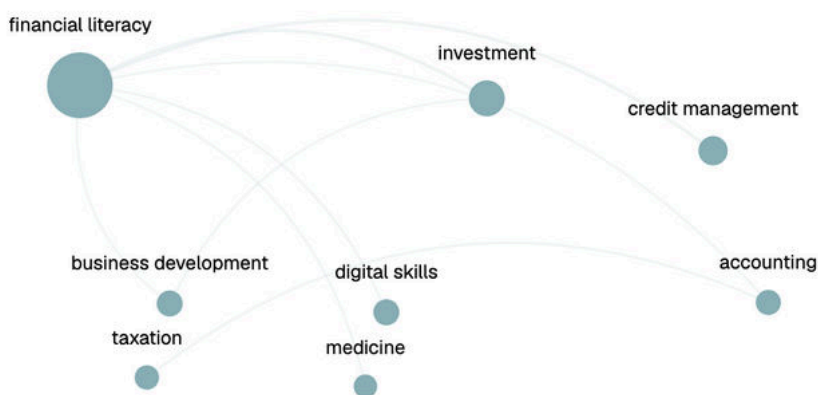 financial literacy
investment
credit management
business development
digital skills
accounting
taxation
medicine